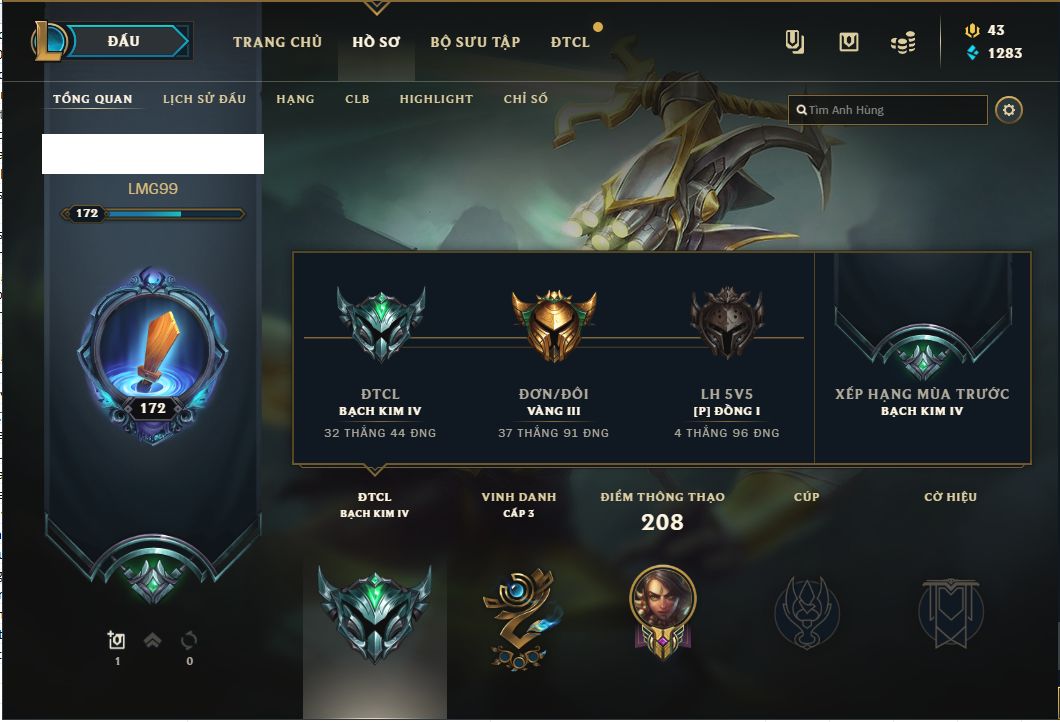 ĐẤU
TRANG CHỦ
HỒ SƠ
BỘ SƯU TẬP
ĐTCL
43
1283
TỔNG QUAN
LỊCH SỬ ĐẤU
HẠNG
CLB
HIGHLIGHT
CHỈ SỐ
Tìm Anh Hùng
LMG99
172
172
ĐTCL
BẠCH KIM IV
32 THẮNG 44 ĐNG
ĐƠN/ĐÔI
VÀNG III
37 THẮNG 91 ĐNG
LH 5V5
[P] ĐỒNG I
4 THẮNG 96 ĐNG
XẾP HẠNG MÙA TRƯỚC
BẠCH KIM IV
ĐTCL
BẠCH KIM IV
VINH DANH
CẤP 3
ĐIỂM THÔNG THẠO
208
CÚP
CỜ HIỆU
1
0